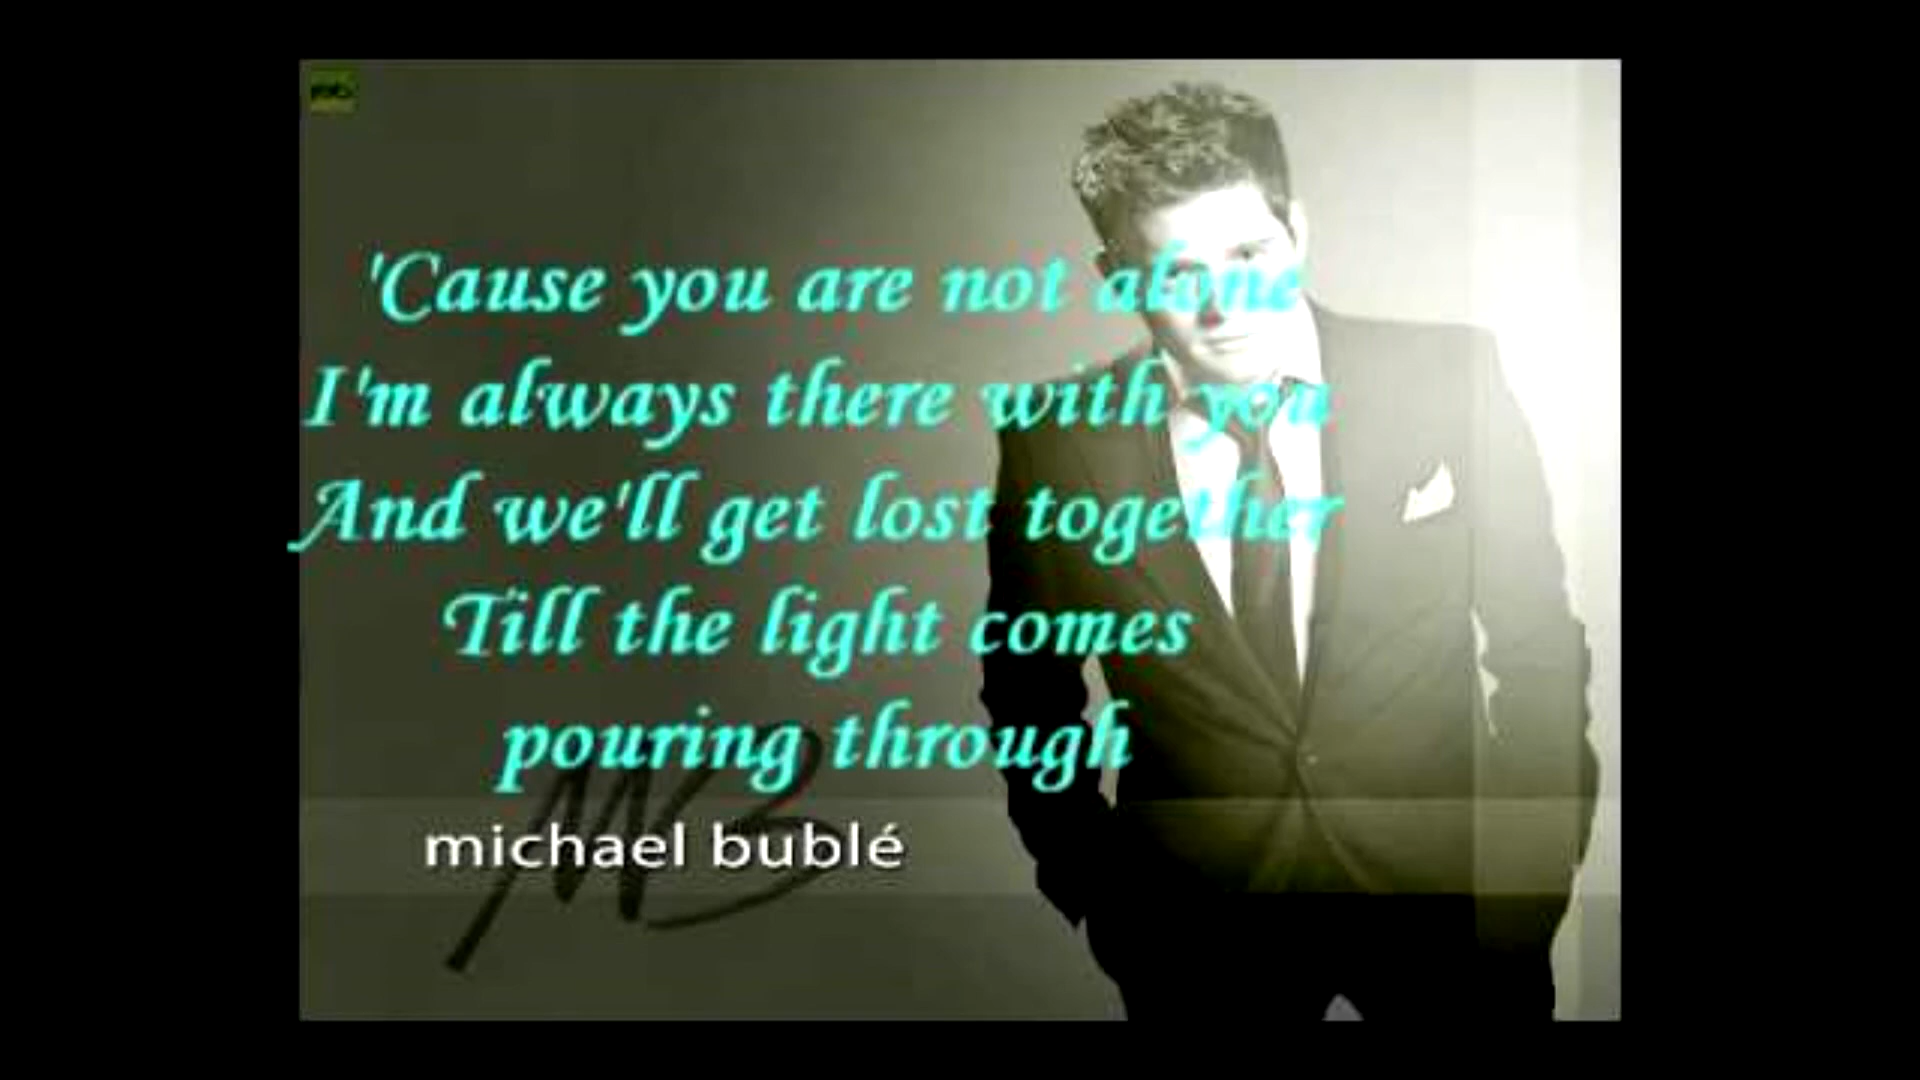 'Cause you are not alone
I'm always there with you
And we'll get lost together
Till the light comes
pouring through
michael bublé
MB